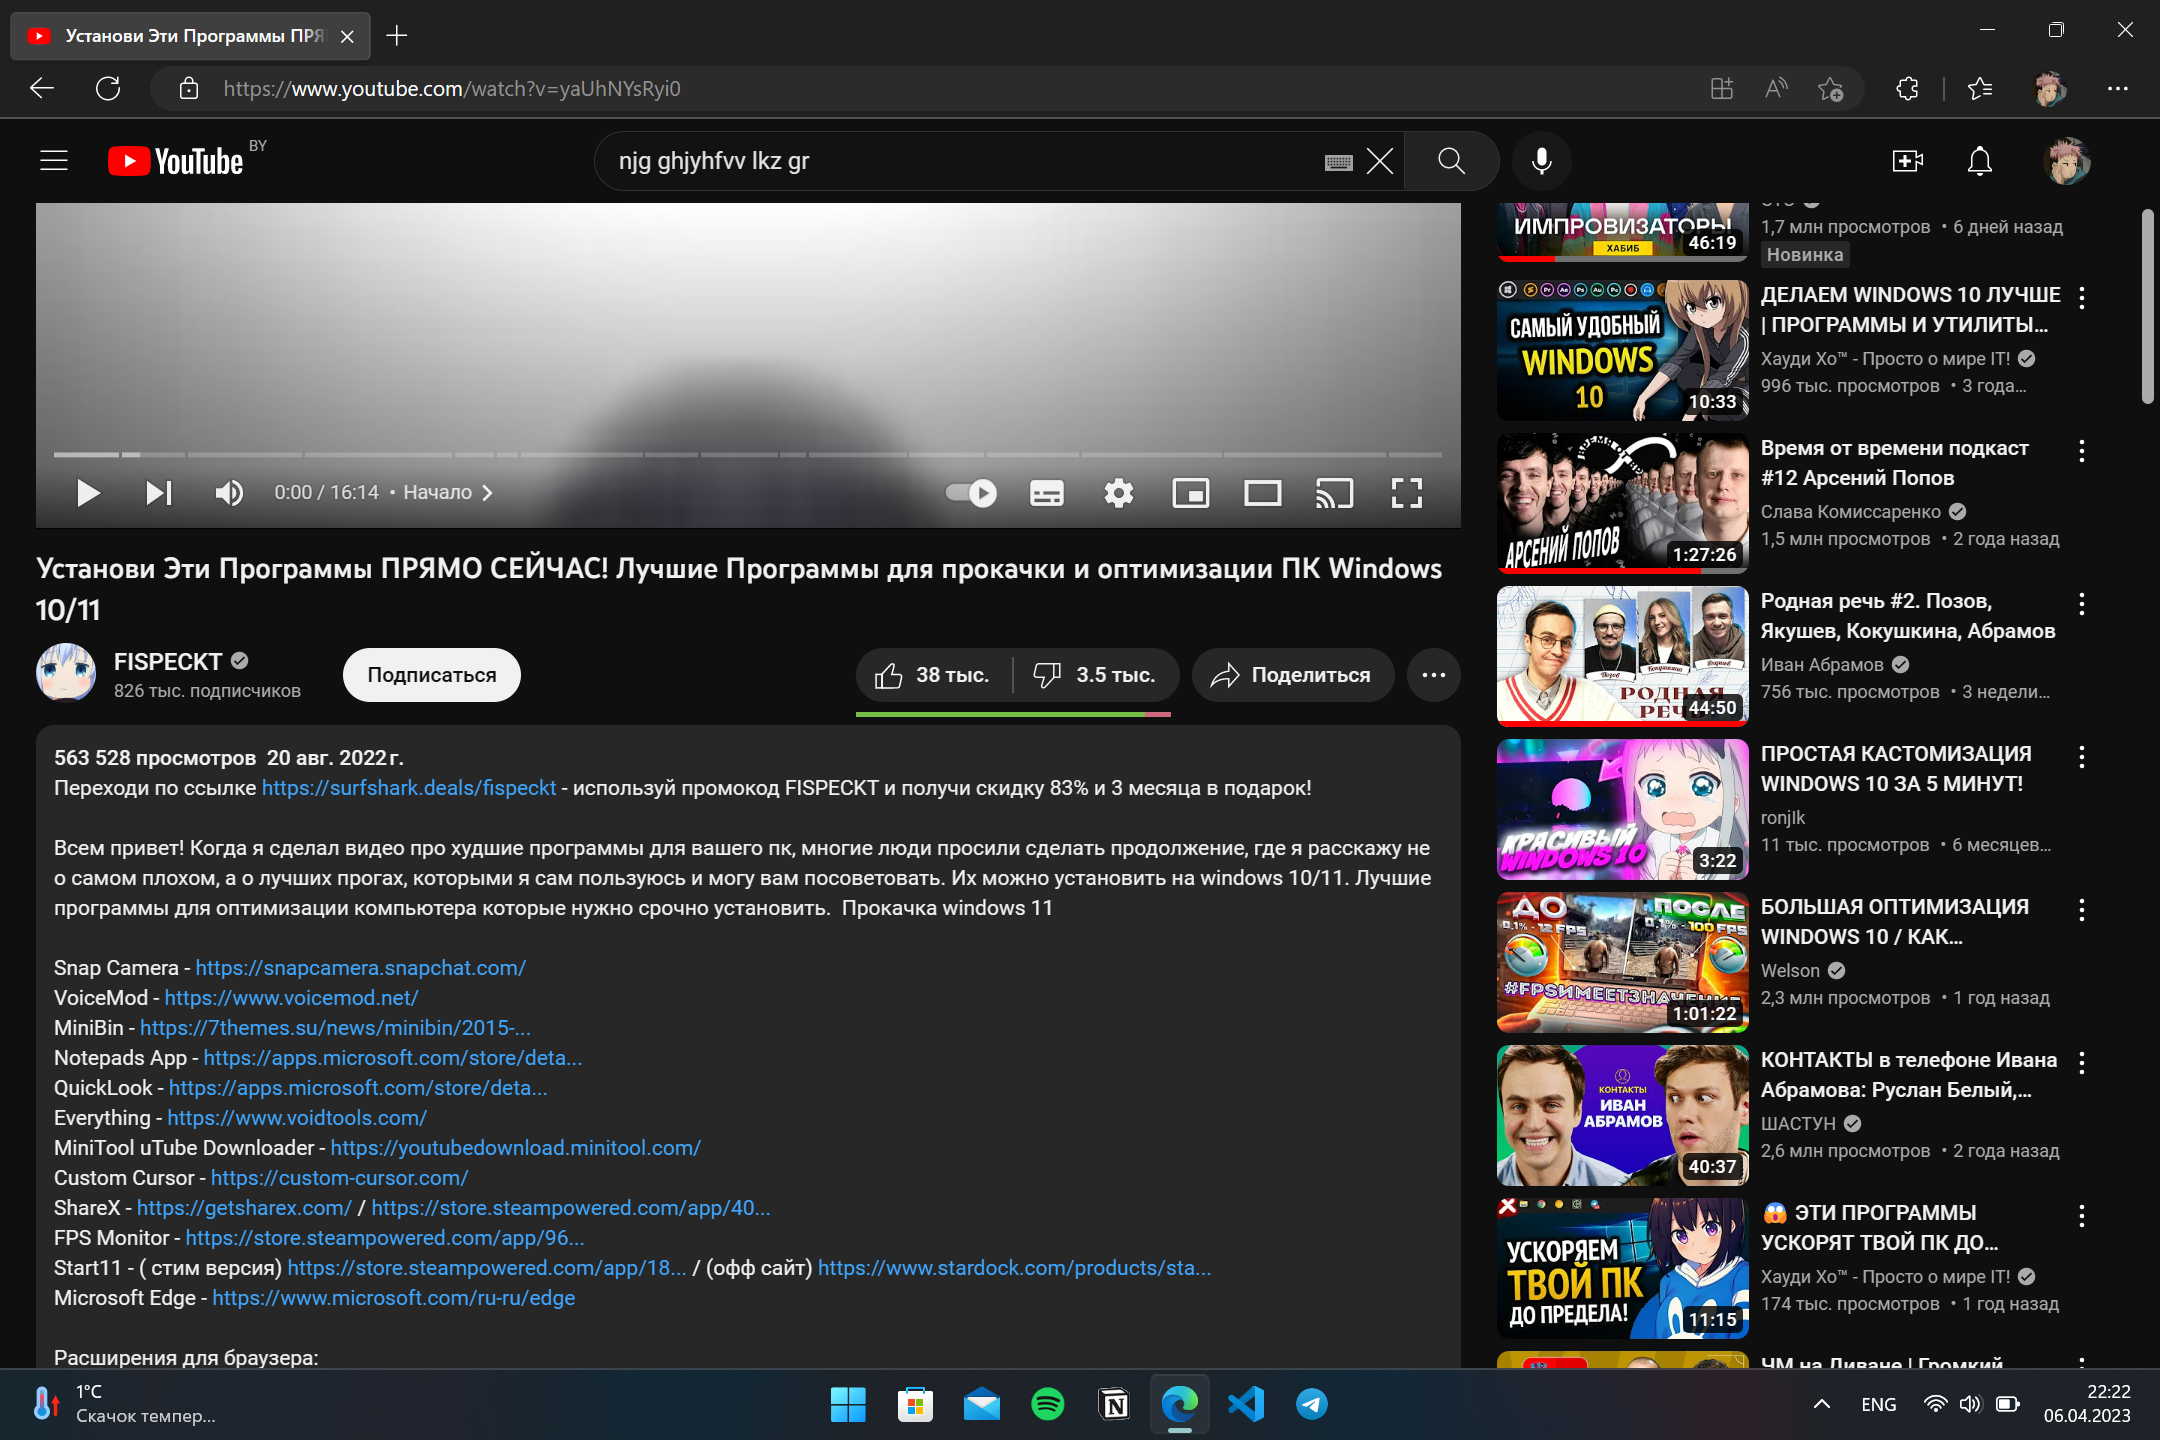 Установи Эти Программы ПРЯ
https://www.youtube.com/watch?v=yaUhNYsRyi0
YouTube BY
njg ghjyhfvv lkz gr
0:00 / 16:14 • Начало
Установи Эти Программы ПРЯМО СЕЙЧАС! Лучшие Программы для прокачки и оптимизации ПК Windows
10/11
FISPECKT
826 тыс. подписчиков
Подписаться
38 тыс.
3.5 тыс.
Поделиться
563 528 просмотров 20 авг. 2022 г.
Переходи по ссылке https://surfshark.deals/fispeckt - используй промокод FISPECKT и получи скидку 83% и 3 месяца в подарок!
Всем привет! Когда я сделал видео про худшие программы для вашего пк, многие люди просили сделать продолжение, где я расскажу не
о самом плохом, а о лучших прогах, которыми я сам пользуюсь и могу вам посоветовать. Их можно установить на windows 10/11. Лучшие
программы для оптимизации компьютера которые нужно срочно установить. Прокачка windows 11
Snap Camera - https://snapcamera.snapchat.com/
VoiceMod - https://www.voicemod.net/
MiniBin - https://7themes.su/news/minibin/2015-...
Notepads App - https://apps.microsoft.com/store/deta...
QuickLook - https://apps.microsoft.com/store/deta...
Everything - https://www.voidtools.com/
MiniTool uTube Downloader - https://youtubedownload.minitool.com/
Custom Cursor - https://custom-cursor.com/
ShareX - https://getsharex.com/ / https://store.steampowered.com/app/40...
FPS Monitor - https://store.steampowered.com/app/96...
Start11 - ( стим версия) https://store.steampowered.com/app/18... / (офф сайт) https://www.stardock.com/products/sta...
Microsoft Edge - https://www.microsoft.com/ru-ru/edge
Расширения для браузера:
ИМПРОВИЗАТОРЫ
ХАБИБ
46:19
1,7 млн просмотров • 6 дней назад
Новинка
САМЫЙ УДОБНЫЙ
WINDOWS
10
10:33
ДЕЛАЕМ WINDOWS 10 ЛУЧШЕ
| ПРОГРАММЫ И УТИЛИТЫ...
Хауди Хо™ - Просто о мире IT!
996 тыс. просмотров • 3 года...
АРСЕНИЙ ПОПОВ
1:27:26
Время от времени подкаст
#12 Арсений Попов
Слава Комиссаренко
1,5 млн просмотров • 2 года назад
РОДНАЯ
РЕЧЬ
44:50
Родная речь #2. Позов,
Якушев, Кокушкина, Абрамов
Иван Абрамов
756 тыс. просмотров • 3 недели...
КРАСИВЫЙ
WINDOWS 10
3:22
ПРОСТАЯ КАСТОМИЗАЦИЯ
WINDOWS 10 ЗА 5 МИНУТ!
ronjlk
11 тыс. просмотров • 6 месяцев...
ДО ПОСЛЕ
0.1% - 12 FPS 0.1% - 100 FPS
#FPSИМЕЕТЗНАЧЕНИЕ
1:01:22
БОЛЬШАЯ ОПТИМИЗАЦИЯ
WINDOWS 10 / КАК...
Welson
2,3 млн просмотров • 1 год назад
КОНТАКТЫ
ИВАН
АБРАМОВ
40:37
КОНТАКТЫ в телефоне Ивана
Абрамова: Руслан Белый,...
ШАСТУН
2,6 млн просмотров • 2 года назад
УСКОРЯЕМ
ТВОЙ ПК
ДО ПРЕДЕЛА!
11:15
😱 ЭТИ ПРОГРАММЫ
УСКОРЯТ ТВОЙ ПК ДО...
Хауди Хо™ - Просто о мире IT!
174 тыс. просмотров • 1 год назад
ЧМ на Диване | Громкий
1°C
Скачок темпер...
ENG
22:22
06.04.2023